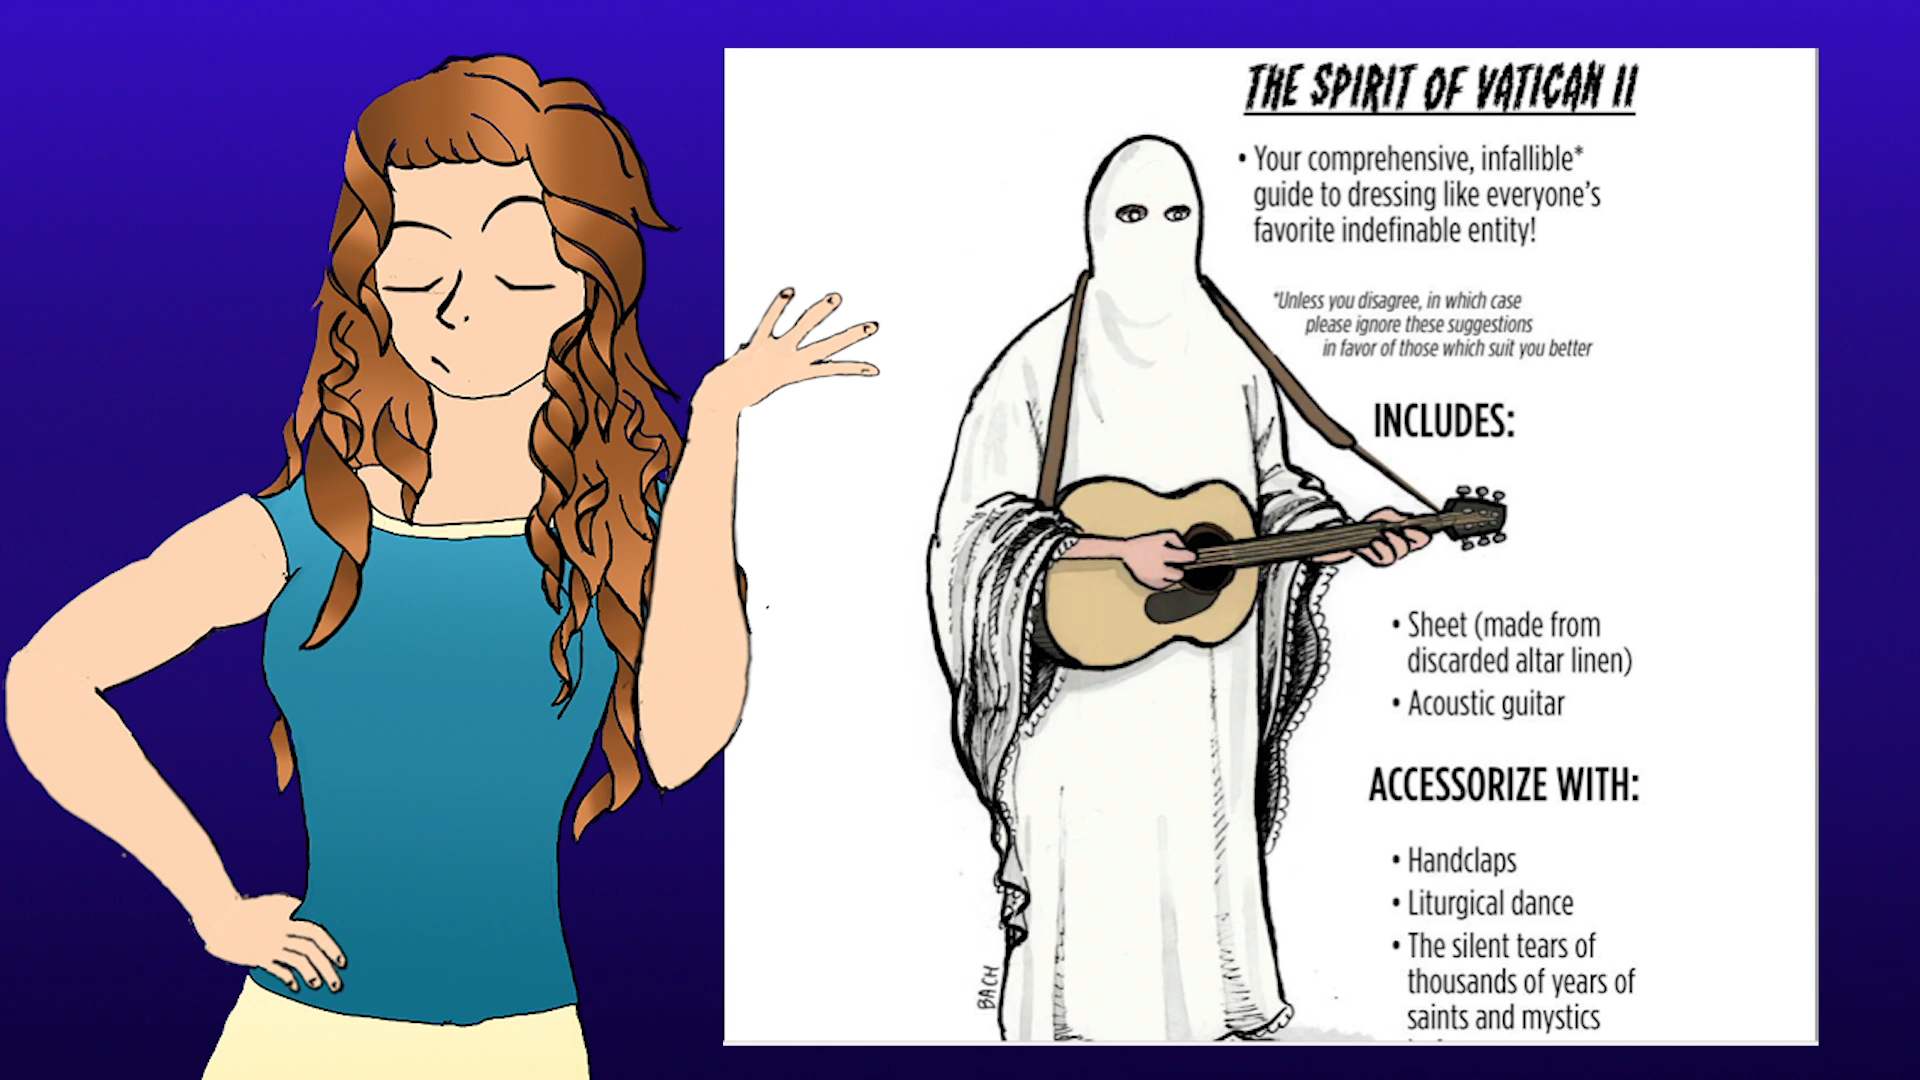 THE SPIRIT OF VATICAN II
• Your comprehensive, infallible*
guide to dressing like everyone's
favorite indefinable entity!
*Unless you disagree, in which case
please ignore these suggestions
in favor of those which suit you better
INCLUDES:
• Sheet (made from
discarded altar linen)
• Acoustic guitar
ACCESSORIZE WITH:
• Handclaps
• Liturgical dance
• The silent tears of
thousands of years of
saints and mystics
BACH